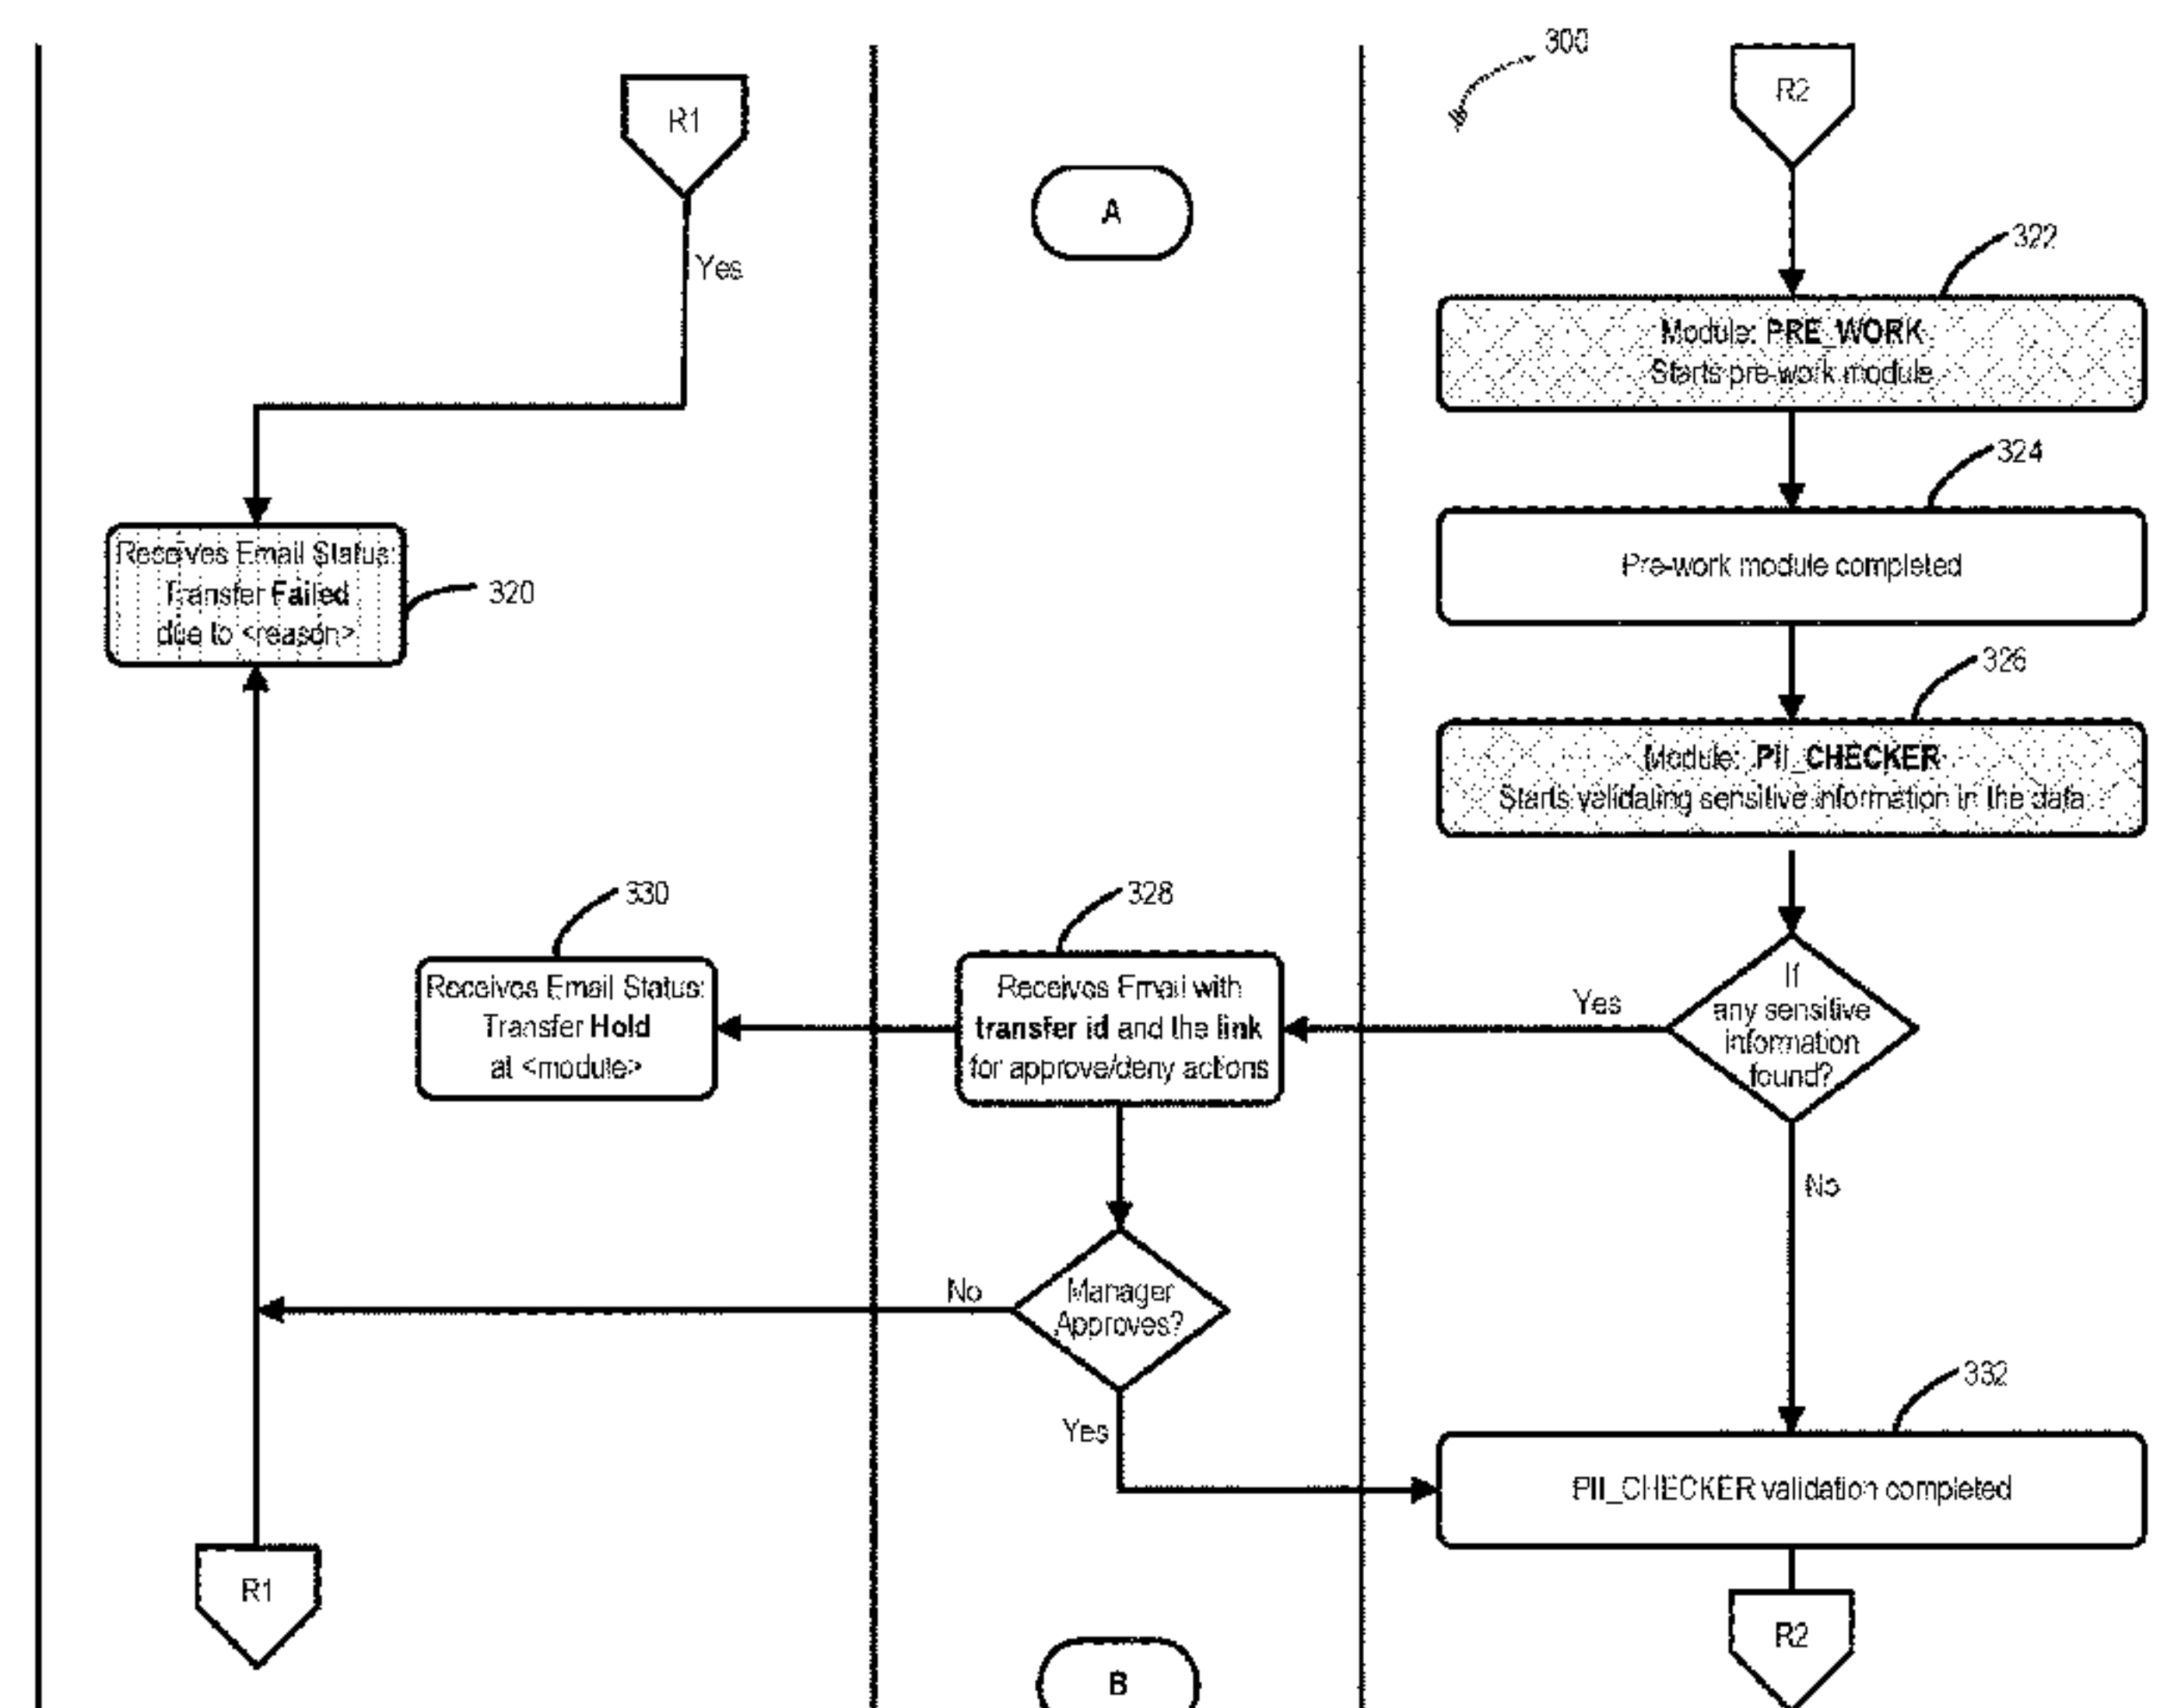 300
R1
R2
A
Yes
322
Module: PRE_WORK
Starts pre-work module
324
Pre-work module completed
Receives Email Status:
Transfer Failed
due to <reason>
320
326
Module: PII_CHECKER
Starts validating sensitive information in the data
330
328
Receives Email Status:
Transfer Hold
at <module>
Receives Email with
transfer id and the link
for approve/deny actions
Yes
If
any sensitive
information
found?
No
No
Manager
Approves?
Yes
332
PII_CHECKER validation completed
R1
R2
B